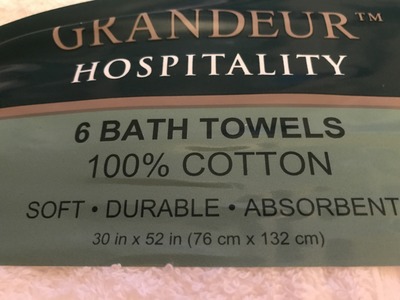 GRANDEUR™
HOSPITALITY
6 BATH TOWELS
100% COTTON
SOFT • DURABLE • ABSORBENT
30 in x 52 in (76 cm x 132 cm)